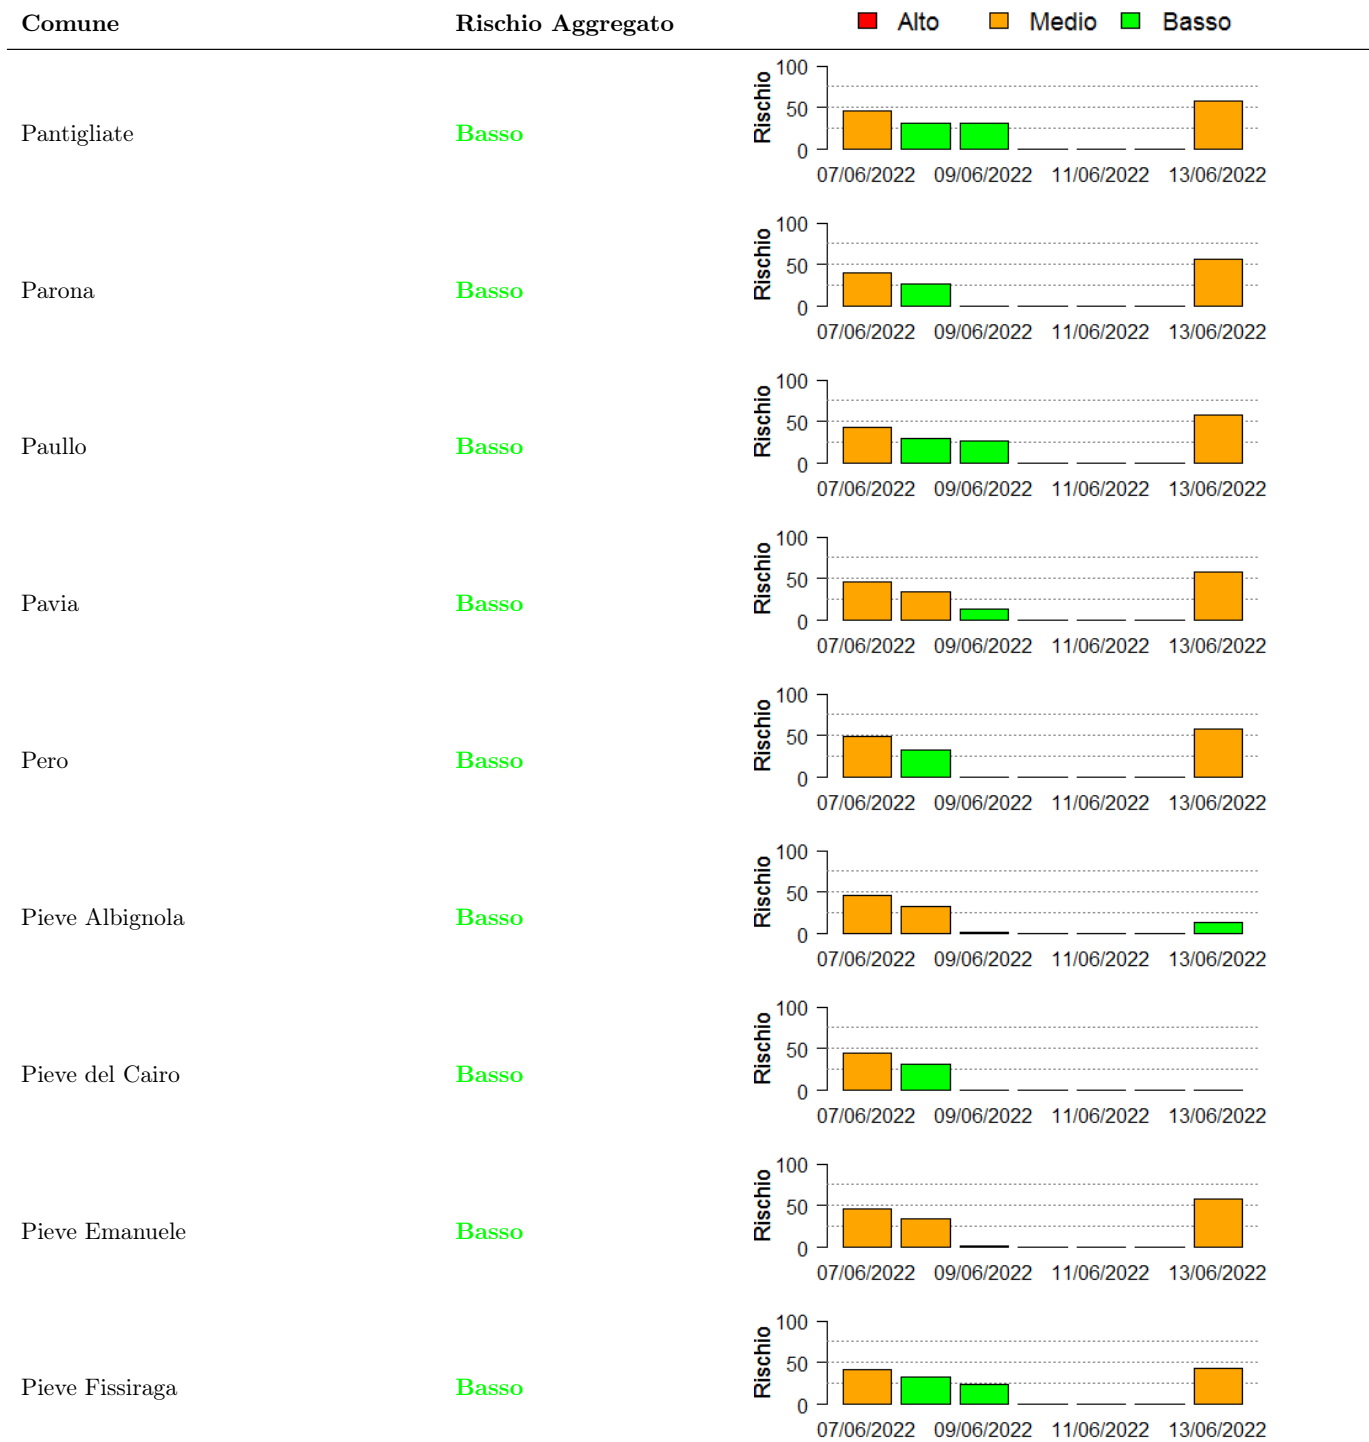 Comune Rischio Aggregato Alto Medio Basso
100
50
0
Rischio
Pantigliate Basso
07/06/2022 09/06/2022 11/06/2022 13/06/2022
100
50
0
Rischio
Parona Basso
07/06/2022 09/06/2022 11/06/2022 13/06/2022
100
50
0
Rischio
Paullo Basso
07/06/2022 09/06/2022 11/06/2022 13/06/2022
100
50
0
Rischio
Pavia Basso
07/06/2022 09/06/2022 11/06/2022 13/06/2022
100
50
0
Rischio
Pero Basso
07/06/2022 09/06/2022 11/06/2022 13/06/2022
100
50
0
Rischio
Pieve Albignola Basso
07/06/2022 09/06/2022 11/06/2022 13/06/2022
100
50
0
Rischio
Pieve del Cairo Basso
07/06/2022 09/06/2022 11/06/2022 13/06/2022
100
50
0
Rischio
Pieve Emanuele Basso
07/06/2022 09/06/2022 11/06/2022 13/06/2022
100
50
0
Rischio
Pieve Fissiraga Basso
07/06/2022 09/06/2022 11/06/2022 13/06/2022